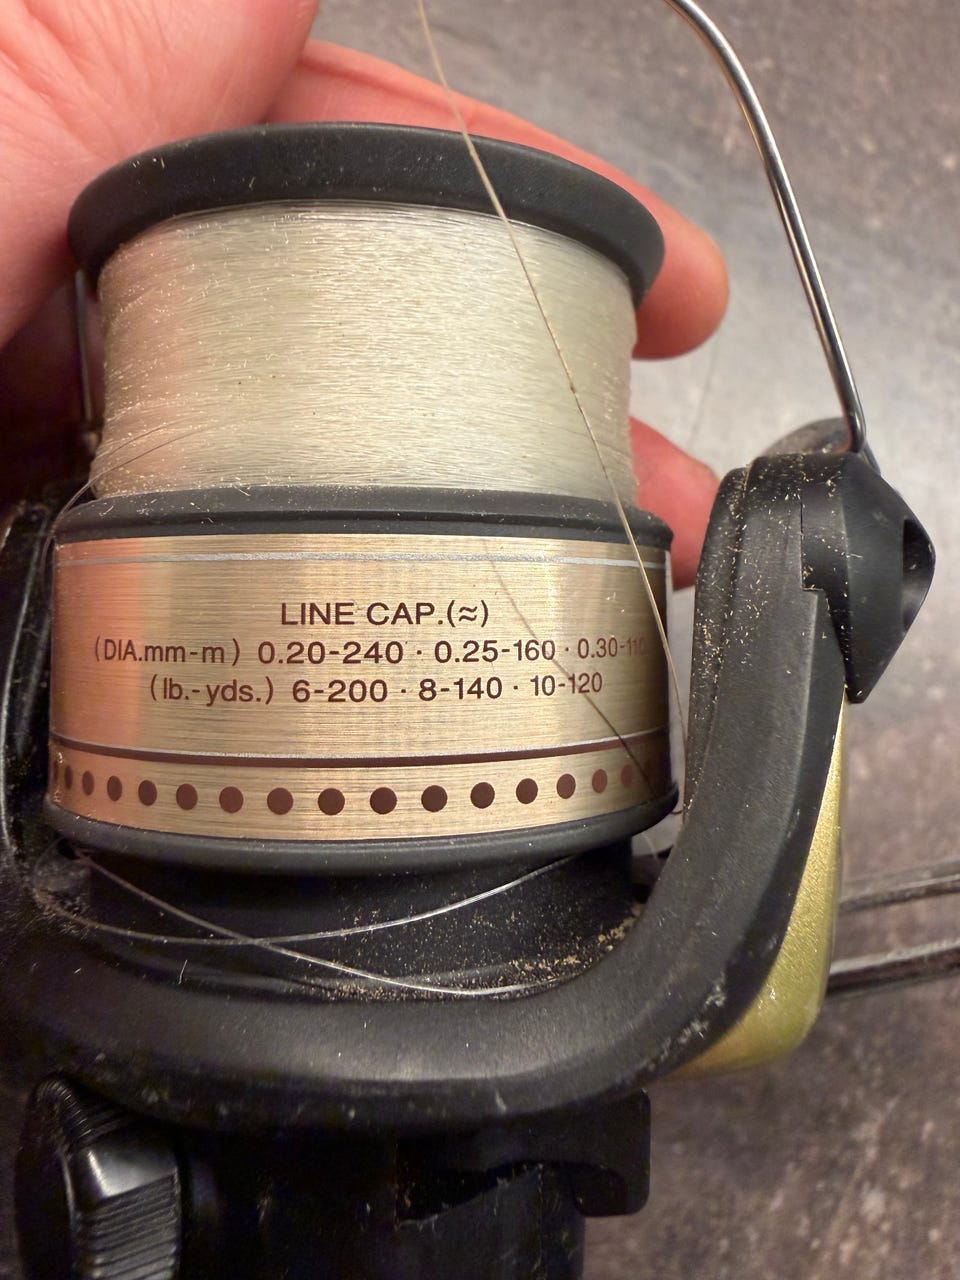 LINE CAP.(≈)
(DIA.mm-m) 0.20-240 · 0.25-160 · 0.30-110
(lb.-yds.) 6-200 · 8-140 · 10-120